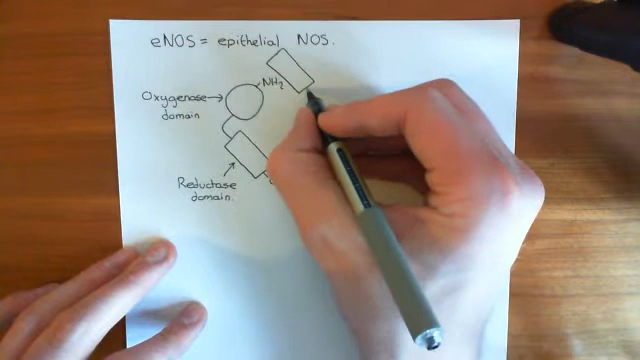 eNOS = epithelial NOS.
NH2
Oxygenase
domain
Reductase
domain.